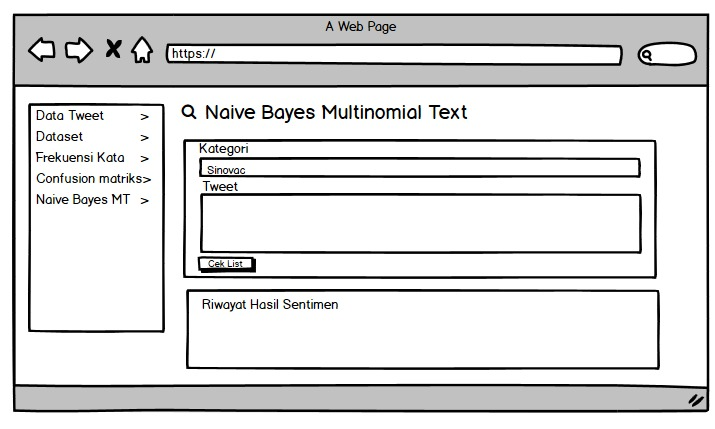 A Web Page
https://
Data Tweet >
Dataset >
Frekuensi Kata >
Confusion matriks>
Naive Bayes MT >
Naive Bayes Multinomial Text
Kategori
Sinovac
Tweet
Cek List
Riwayat Hasil Sentimen